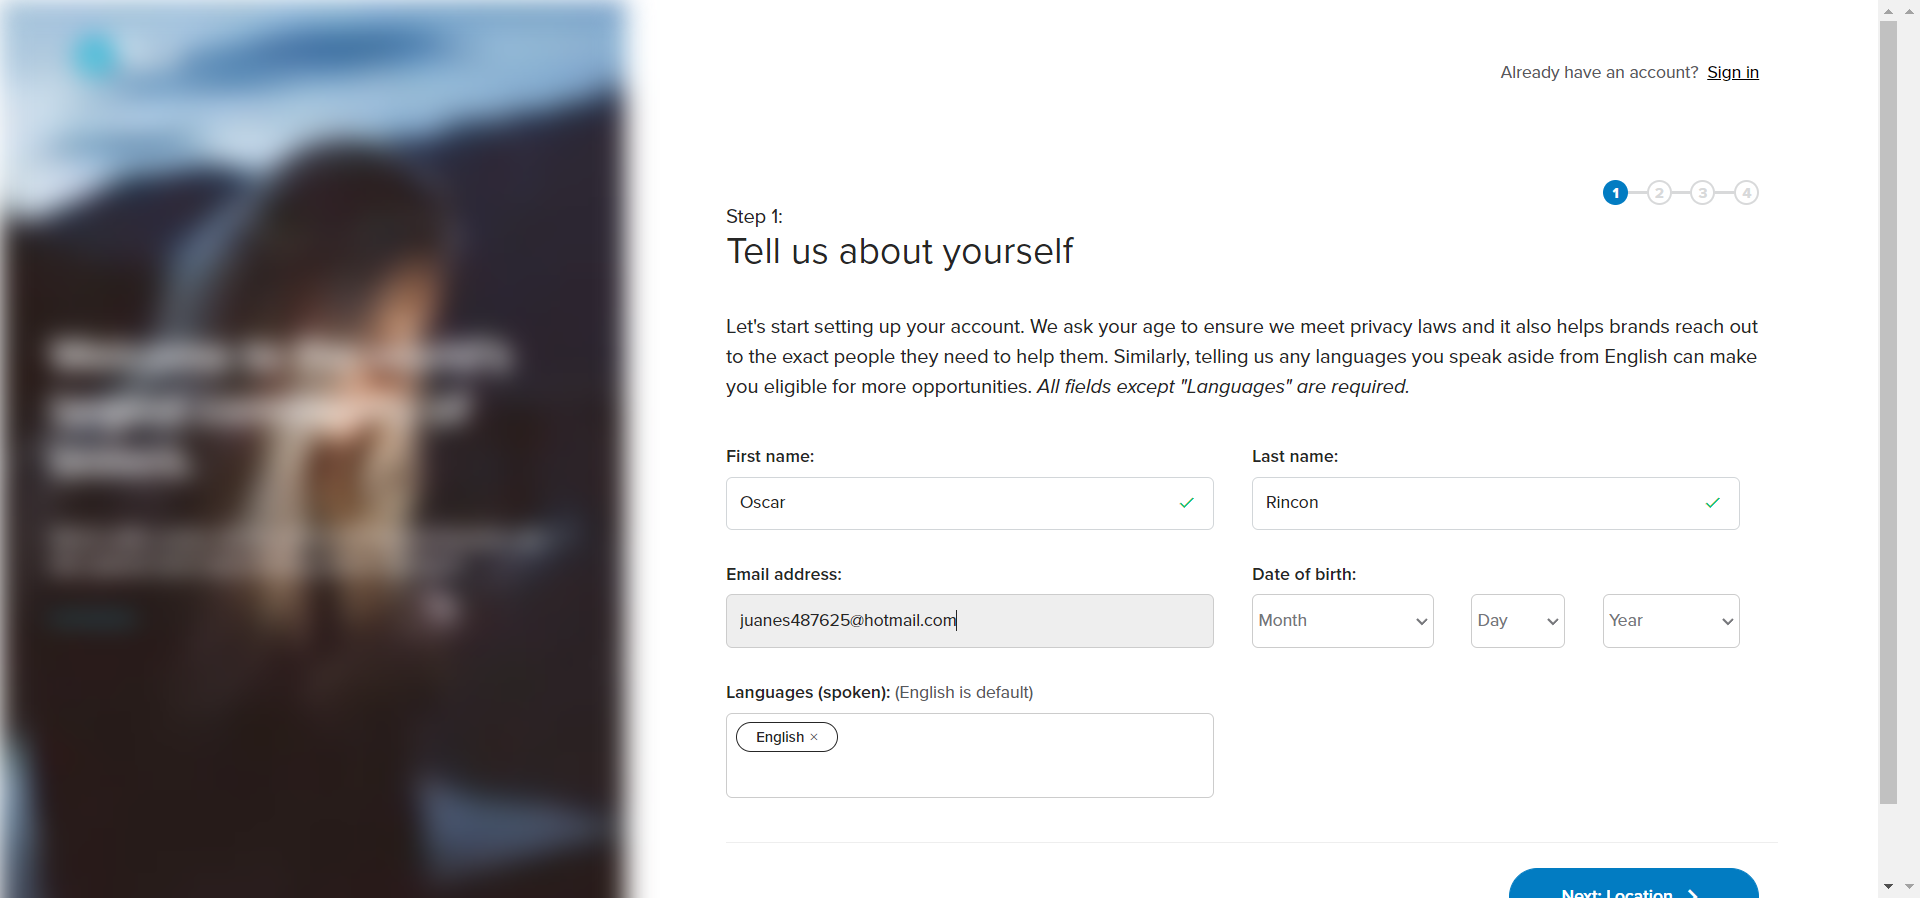 Already have an account? Sign in
1 2 3 4
Step 1:
Tell us about yourself
Let's start setting up your account. We ask your age to ensure we meet privacy laws and it also helps brands reach out
to the exact people they need to help them. Similarly, telling us any languages you speak aside from English can make
you eligible for more opportunities. All fields except "Languages" are required.
First name:
Last name:
Oscar
Rincon
Email address:
Date of birth:
juanes487625@hotmail.com
Month
Day
Year
Languages (spoken): (English is default)
English ×
Next: Location